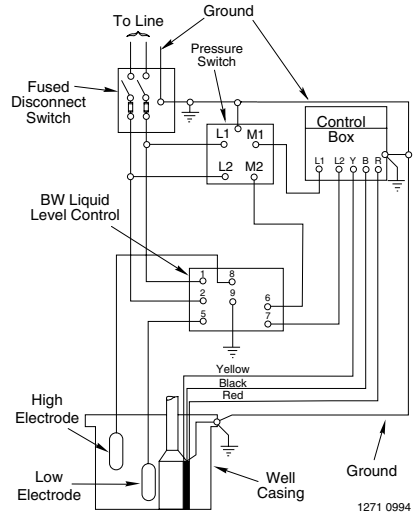 To Line
Ground
Pressure
Switch
Fused
Disconnect
Switch
Control
Box
L1 M1
L2 M2
L1 L2 Y B R
BW Liquid
Level Control
1 8
2 9
6
5 7
Yellow
Black
Red
High
Electrode
Low
Electrode
Well
Casing
Ground
1271 0994